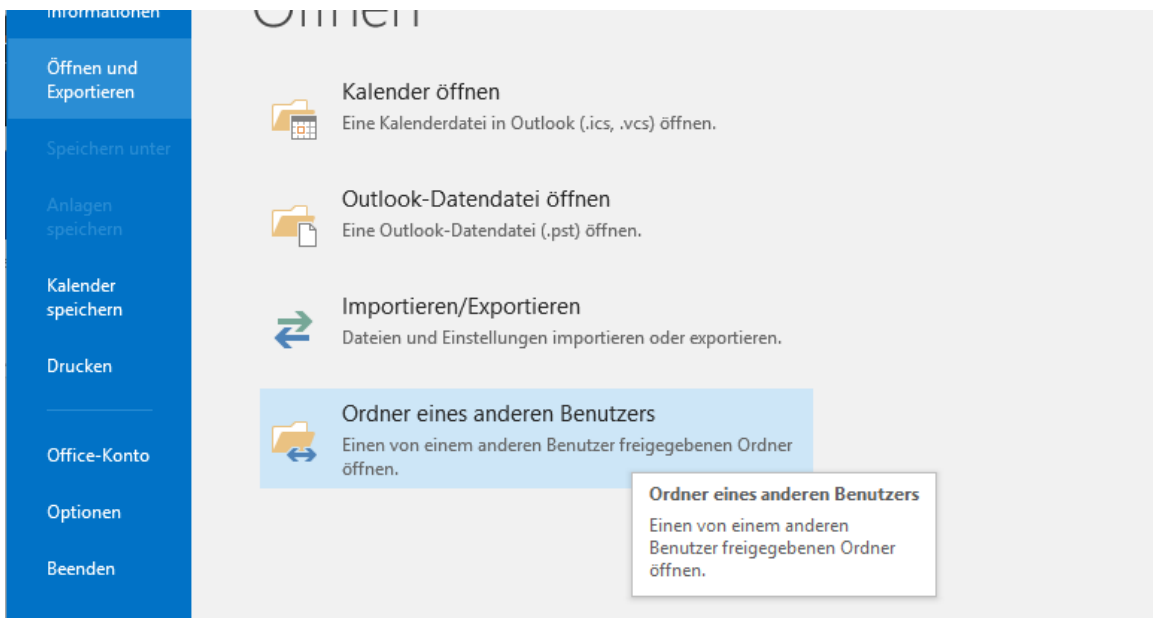 Informationen
Öffnen und
Exportieren
Speichern unter
Anlagen
speichern
Kalender
speichern
Drucken
Office-Konto
Optionen
Beenden
Öffnen
Kalender öffnen
Eine Kalenderdatei in Outlook (.ics, .vcs) öffnen.
Outlook-Datendatei öffnen
Eine Outlook-Datendatei (.pst) öffnen.
Importieren/Exportieren
Dateien und Einstellungen importieren oder exportieren.
Ordner eines anderen Benutzers
Einen von einem anderen Benutzer freigegebenen Ordner
öffnen.
Ordner eines anderen Benutzers
Einen von einem anderen
Benutzer freigegebenen Ordner
öffnen.